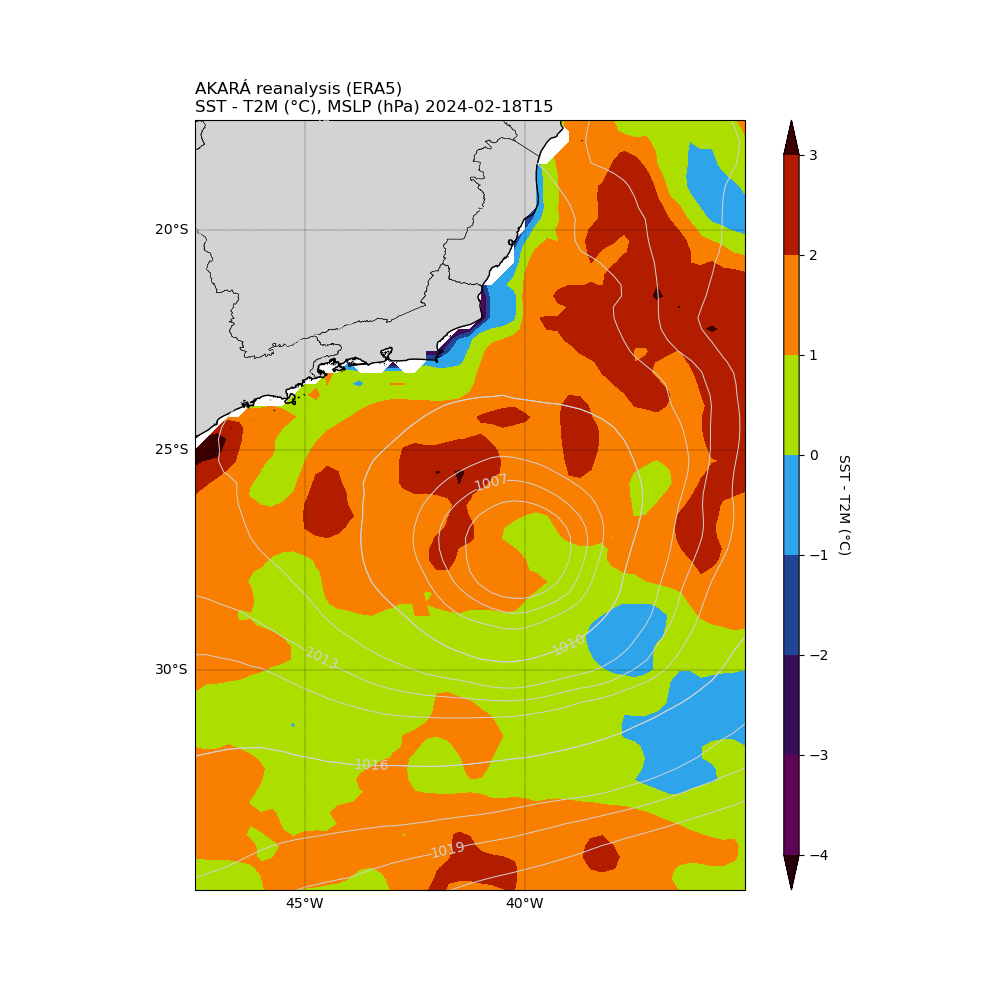 AKARÁ reanalysis (ERA5)
SST - T2M (°C), MSLP (hPa) 2024-02-18T15
20°S
25°S
30°S
45°W
40°W
1007
1010
1013
1016
1019
3
2
1
0
−1
−2
−3
−4
SST - T2M (°C)